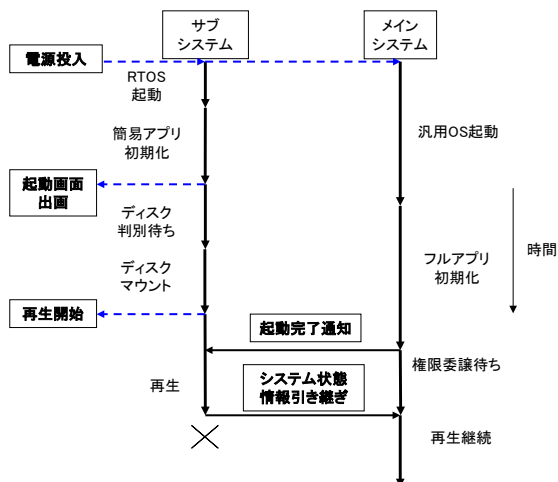 サブ
システム
メイン
システム
電源投入
RTOS
起動
簡易アプリ
初期化
汎用OS起動
起動画面
出画
ディスク
判別待ち
時間
ディスク
マウント
フルアプリ
初期化
再生開始
起動完了通知
権限委譲待ち
再生
システム状態
情報引き継ぎ
再生継続